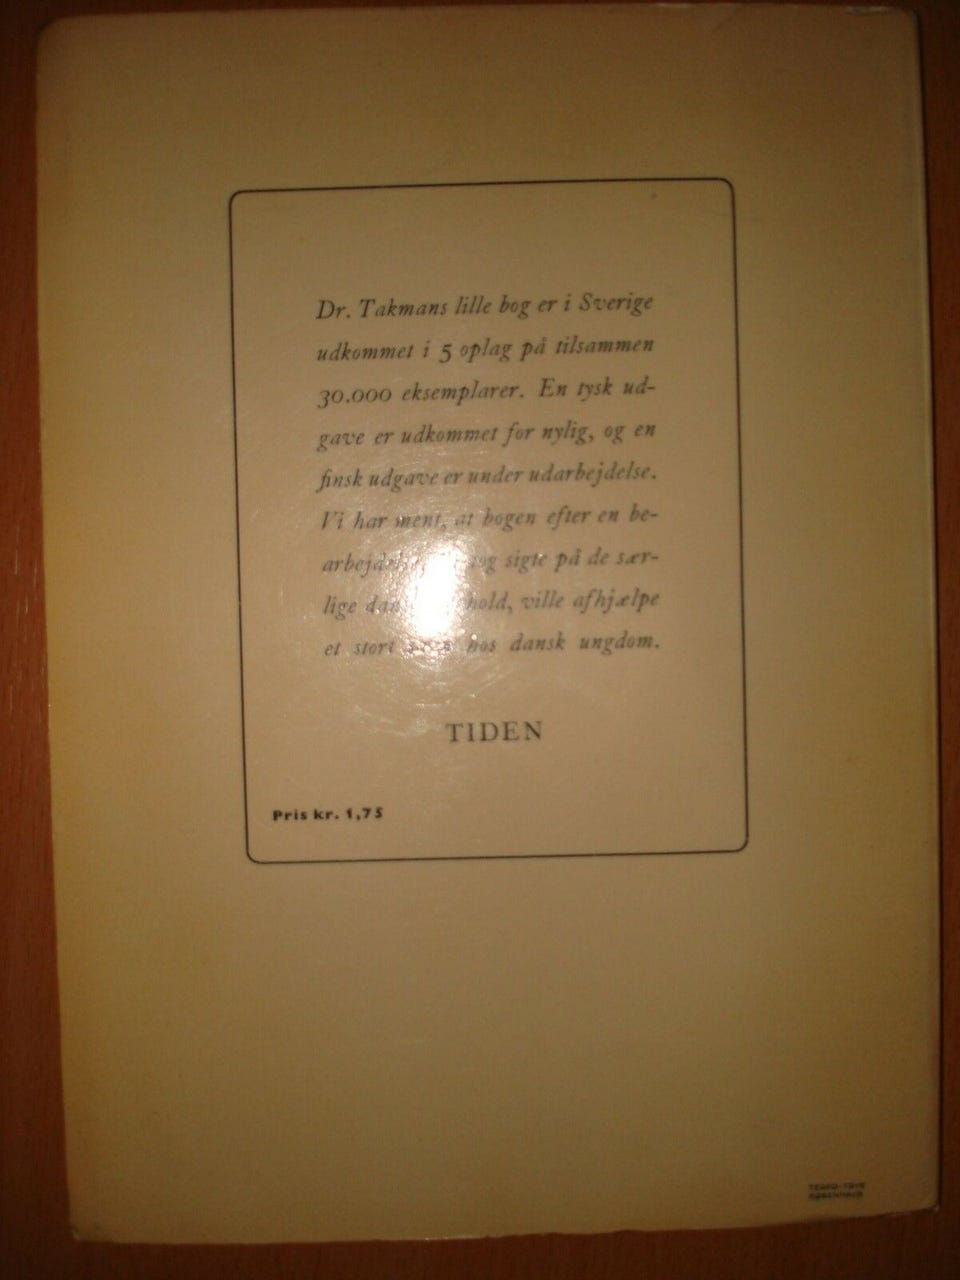 Dr. Takmans lille bog er i Sverige
udkommet i 5 oplag på tilsammen
30.000 eksemplarer. En tysk ud-
gave er udkommet for nylig, og en
finsk udgave er under udarbejdelse.
Vi har ment, at bogen efter en be-
sigte på de sær-
lige ville afhjælpe
et stort hos dansk ungdom.
TIDEN
Pris kr. 1,75
KØBENHAVN